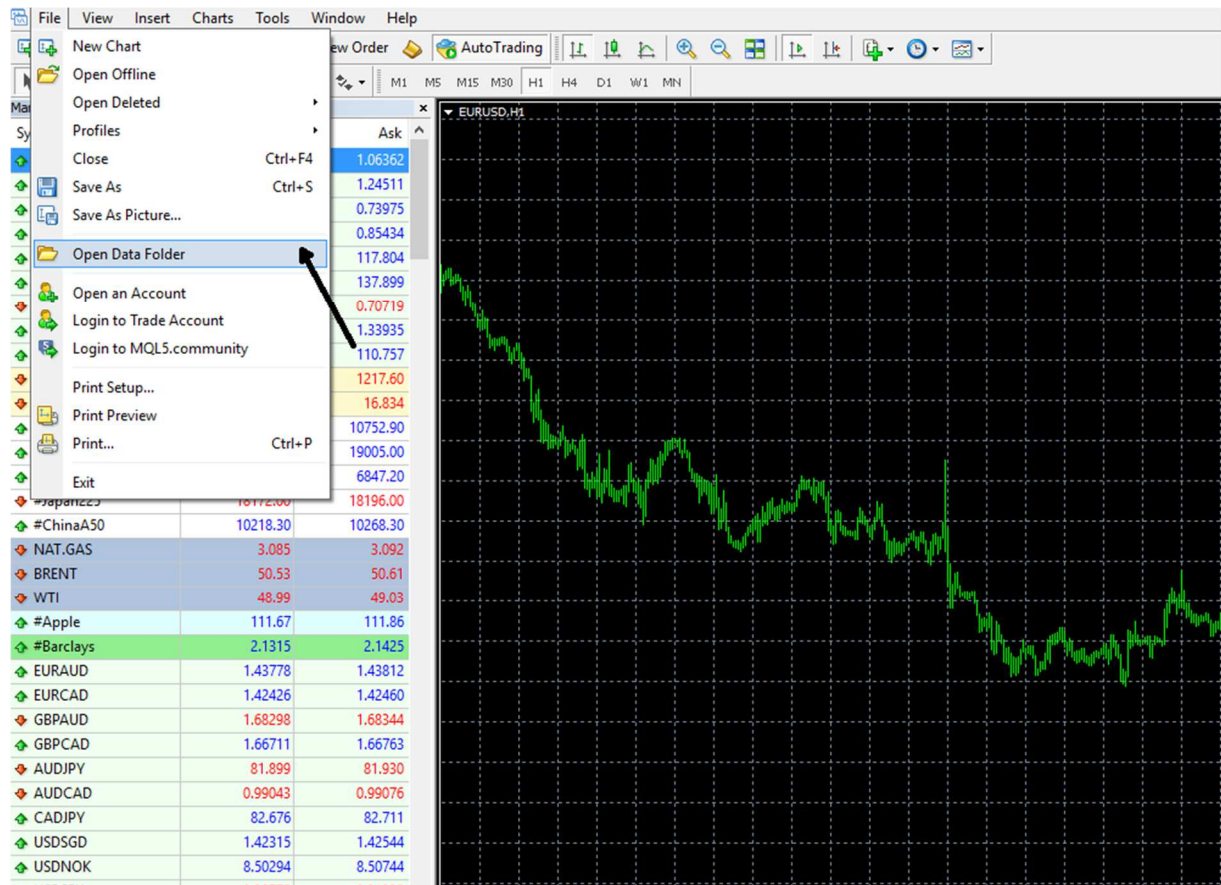 File View Insert Charts Tools Window Help
New Chart
ew Order AutoTrading
Open Offline
M1 M5 M15 M30 H1 H4 D1 W1 MN
Open Deleted
Mar
EURUSD,H1
Profiles
Sy Ask
Close Ctrl+F4
1.06362
Save As Ctrl+S
1.24511
Save As Picture...
0.73975
0.85434
Open Data Folder
117.804
137.899
Open an Account
0.70719
Login to Trade Account
1.33935
Login to MQL5.community
110.757
1217.60
Print Setup...
16.834
Print Preview
10752.90
Print... Ctrl+P
19005.00
6847.20
Exit
#Japan225 18172.00 18196.00
#ChinaA50 10218.30 10268.30
NAT.GAS 3.085 3.092
BRENT 50.53 50.61
WTI 48.99 49.03
#Apple 111.67 111.86
#Barclays 2.1315 2.1425
EURAUD 1.43778 1.43812
EURCAD 1.42426 1.42460
GBPAUD 1.68298 1.68344
GBPCAD 1.66711 1.66763
AUDJPY 81.899 81.930
AUDCAD 0.99043 0.99076
CADJPY 82.676 82.711
USDSGD 1.42315 1.42544
USDNOK 8.50294 8.50744